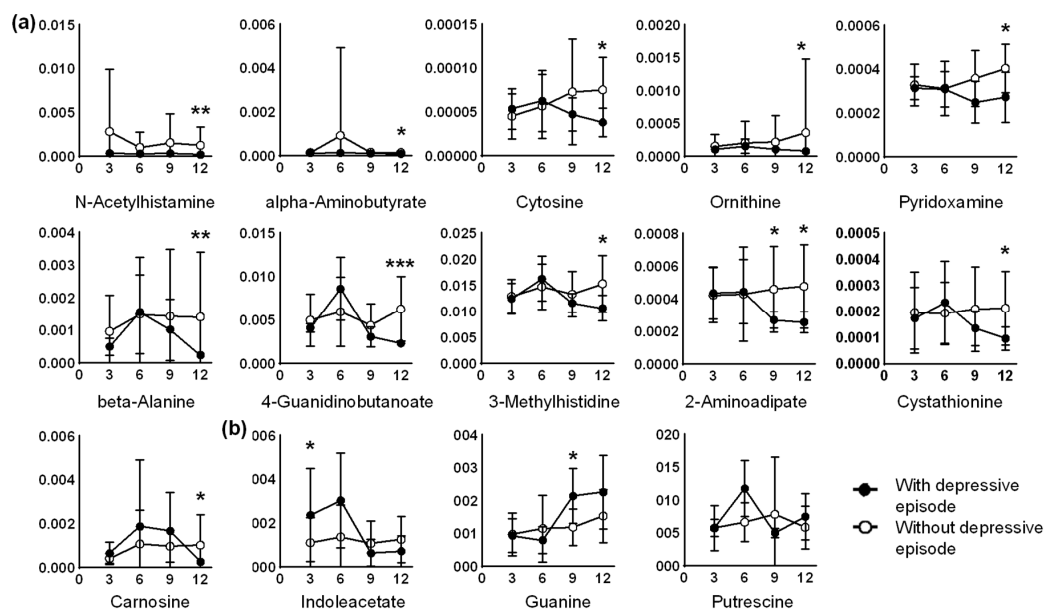 (a)
0.015
0.010
0.005
0.000
**
0 3 6 9 12
N-Acetylhistamine
0.006
0.004
0.002
0.000
*
0 3 6 9 12
alpha-Aminobutyrate
0.00015
0.00010
0.00005
0.00000
*
0 3 6 9 12
Cytosine
0.0020
0.0015
0.0010
0.0005
0.0000
*
0 3 6 9 12
Ornithine
0.0006
0.0004
0.0002
0.0000
*
0 3 6 9 12
Pyridoxamine
0.004
0.003
0.002
0.001
0.000
**
0 3 6 9 12
beta-Alanine
0.015
0.010
0.005
0.000
***
0 3 6 9 12
4-Guanidinobutanoate
0.025
0.020
0.015
0.010
0.005
0.000
*
0 3 6 9 12
3-Methylhistidine
0.0008
0.0006
0.0004
0.0002
0.0000
* *
0 3 6 9 12
2-Aminoadipate
0.0005
0.0004
0.0003
0.0002
0.0001
0.0000
*
0 3 6 9 12
Cystathionine
0.006
0.004
0.002
0.000
*
0 3 6 9 12
Carnosine
(b)
006
004
002
000
*
0 3 6 9 12
Indoleacetate
004
003
002
001
000
*
0 3 6 9 12
Guanine
020
015
010
005
000
0 3 6 9 12
Putrescine
With depressive
episode
Without depressive
episode